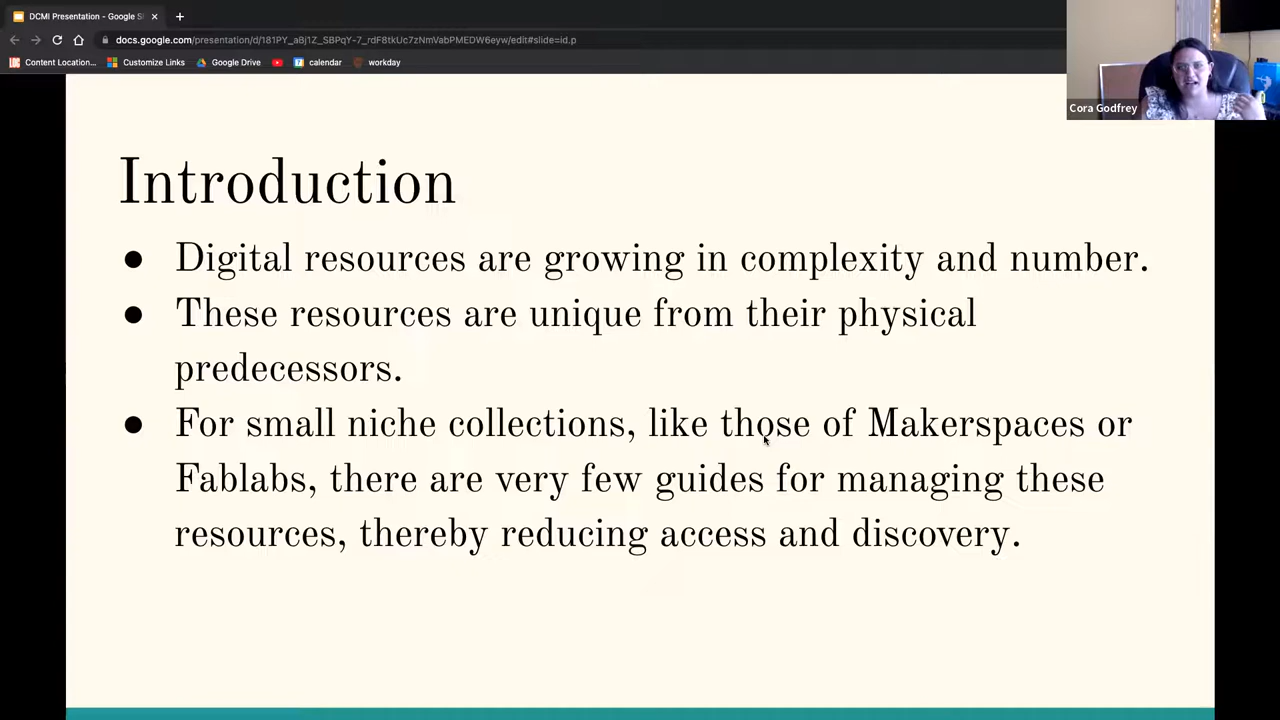 DCMI Presentation - Google Sl
docs.google.com/presentation/d/181PY_aBj1Z_SBPqY-7_rdF8tkUc7zNmVabPMEDW6eyw/edit#slide=id.p
Content Location...
Customize Links
Google Drive
calendar
workday
Cora Godfrey
Introduction
● Digital resources are growing in complexity and number.
● These resources are unique from their physical
predecessors.
● For small niche collections, like those of Makerspaces or
Fablabs, there are very few guides for managing these
resources, thereby reducing access and discovery.